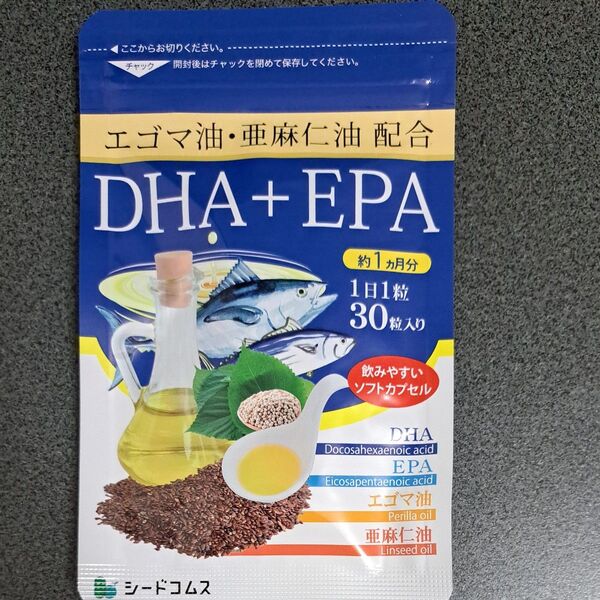 ここからお切りください。
チャック 開封後はチャックを閉めて保存してください。
エゴマ油・亜麻仁油 配合
DHA+EPA
約1ヵ月分
1日1粒
30粒入り
飲みやすい
ソフトカプセル
DHA
Docosahexaenoic acid
EPA
Eicosapentaenoic acid
エゴマ油
Perilla oil
亜麻仁油
Linseed oil
シードコムス